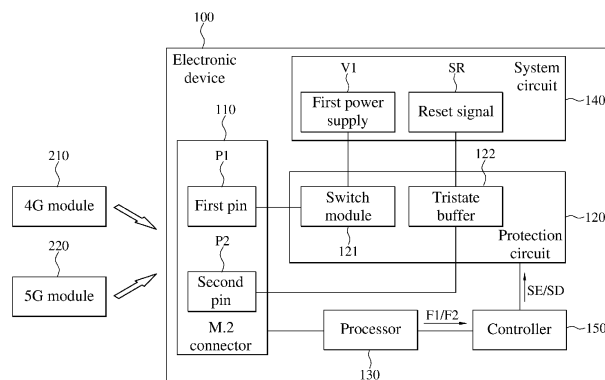 100
Electronic
device
V1
SR
System
circuit
First power
supply
Reset signal
140
110
P1
First pin
122
Switch
module
121
Tristate
buffer
120
Protection
circuit
210
4G module
220
5G module
P2
Second
pin
M.2
connector
SE/SD
Processor
130
F1/F2
Controller
150